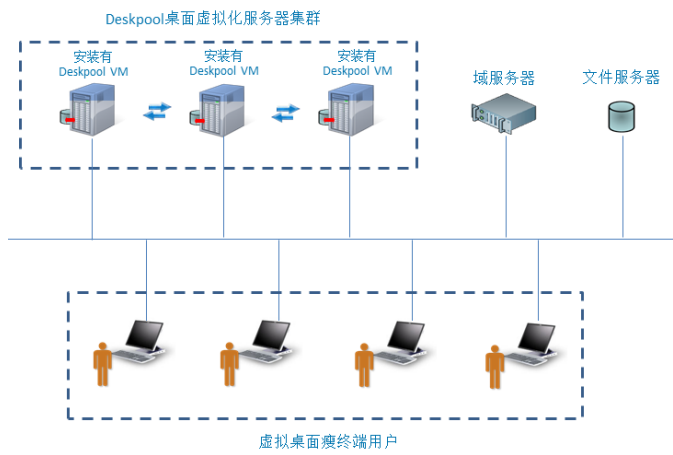 Deskpool桌面虚拟化服务器集群
安装有
Deskpool VM
安装有
Deskpool VM
安装有
Deskpool VM
域服务器
文件服务器
虚拟桌面瘦终端用户